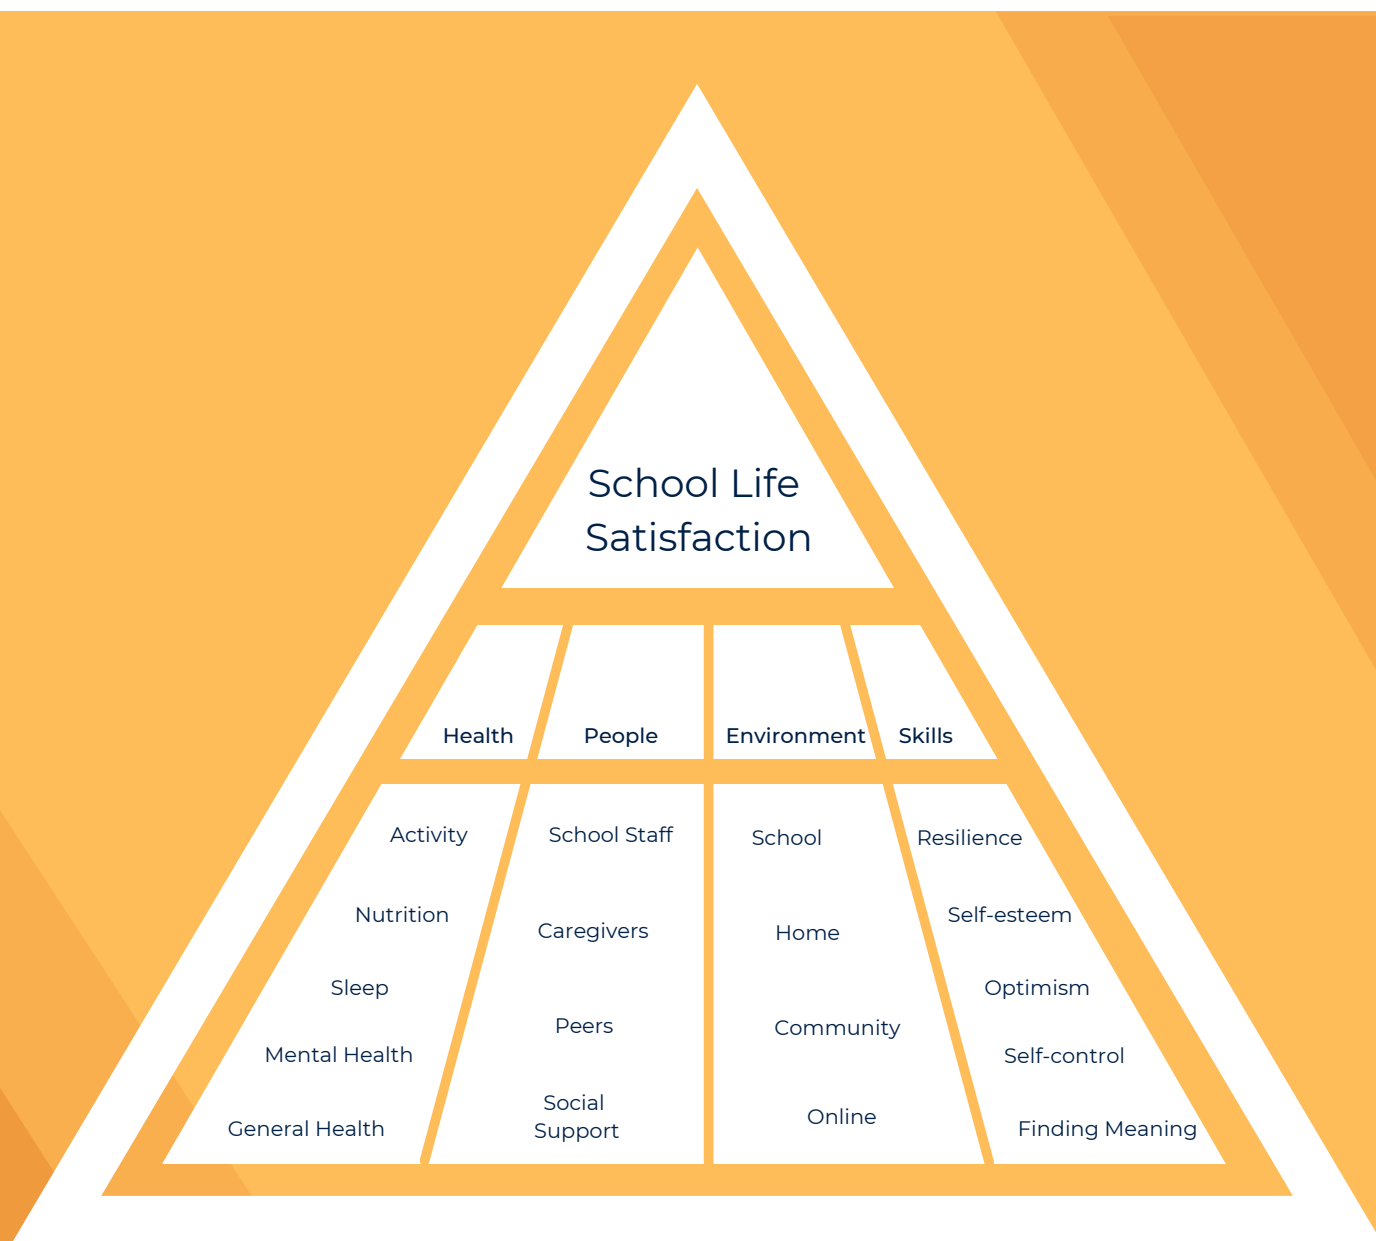 School Life
Satisfaction
Health
People
Environment
Skills
Activity
Nutrition
Sleep
Mental Health
General Health
School Staff
Caregivers
Peers
Social
Support
School
Home
Community
Online
Resilience
Self-esteem
Optimism
Self-control
Finding Meaning